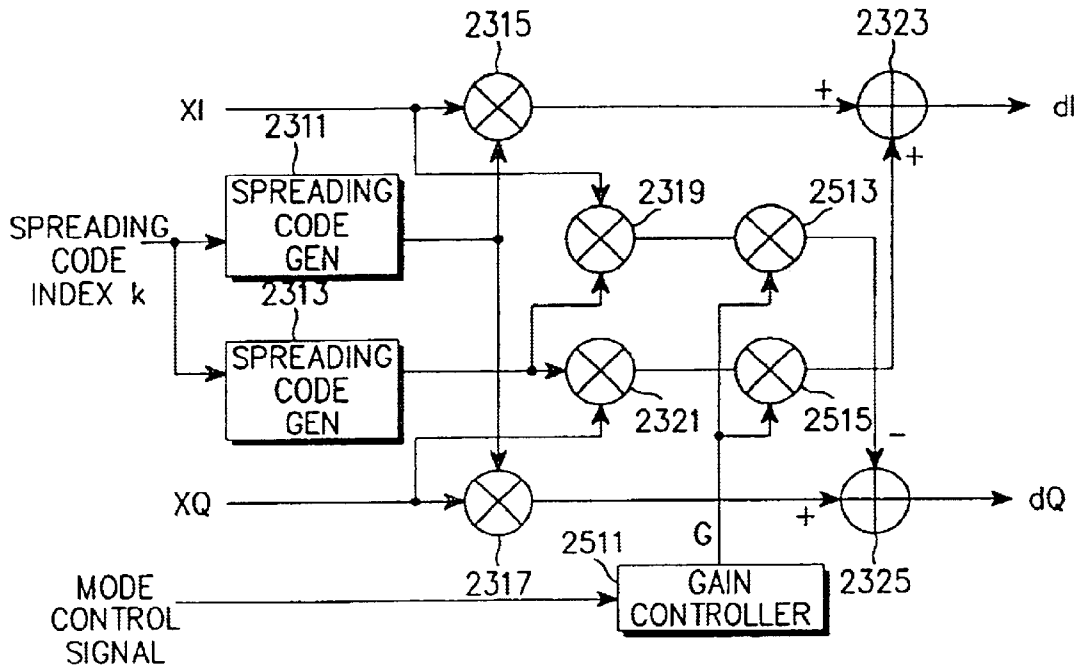 2315
2323
XI
+
dI
2311
+
SPREADING
CODE
GEN
2319
2513
SPREADING
CODE
INDEX k
2313
SPREADING
CODE
GEN
2321
2515
−
XQ
+
dQ
G
2511
2317
2325
MODE
CONTROL
SIGNAL
GAIN
CONTROLLER